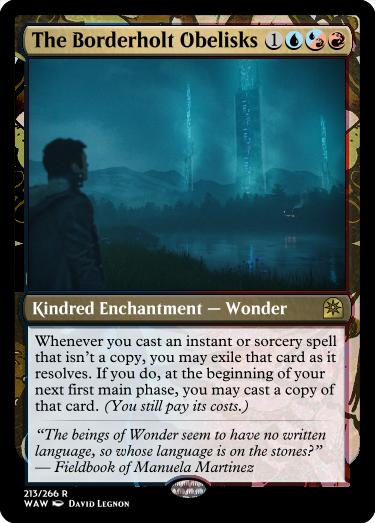 The Borderholt Obelisks 1
Kindred Enchantment — Wonder
Whenever you cast an instant or sorcery spell
that isn't a copy, you may exile that card as it
resolves. If you do, at the beginning of your
next first main phase, you may cast a copy of
that card. (You still pay its costs.)
"The beings of Wonder seem to have no written
language, so whose language is on the stones?"
— Fieldbook of Manuela Martinez
213/266 R
WAW • David Legnon